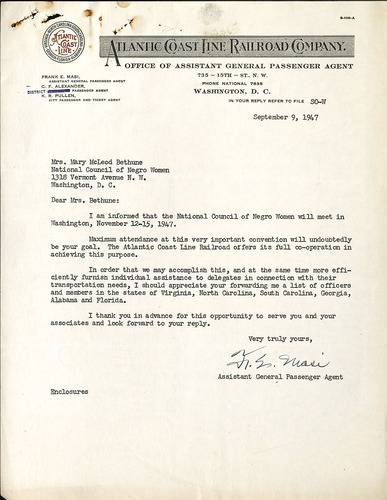 S-108-A
ATLANTIC COAST LINE
ATLANTIC COAST LINE RAILROAD COMPANY.
OFFICE OF ASSISTANT GENERAL PASSENGER AGENT
FRANK E. MASI,
ASSISTANT GENERAL PASSENGER AGENT
C. F. ALEXANDER,
DISTRICT PASSENGER AGENT
K. R. PULLEN,
CITY PASSENGER AND TICKET AGENT
735 - 15TH - ST. N. W.
PHONE NATIONAL 7835
WASHINGTON, D. C.
IN YOUR REPLY REFER TO FILE SO-W
September 9, 1947
Mrs. Mary McLeod Bethune
National Council of Negro Women
1318 Vermont Avenue N. W.
Washington, D. C.
Dear Mrs. Bethune:
I am informed that the National Council of Negro Women will meet in
Washington, November 12-15, 1947.
Maximum attendance at this very important convention will undoubtedly
be your goal. The Atlantic Coast Line Railroad offers its full co-operation in
achieving this purpose.
In order that we may accomplish this, and at the same time more effi-
ciently furnish individual assistance to delegates in connection with their
transportation needs, I should appreciate your forwarding me a list of officers
and members in the states of Virginia, North Carolina, South Carolina, Georgia,
Alabama and Florida.
I thank you in advance for this opportunity to serve you and your
associates and look forward to your reply.
Very truly yours,
F. E. Masi
Assistant General Passenger Agent
Enclosures